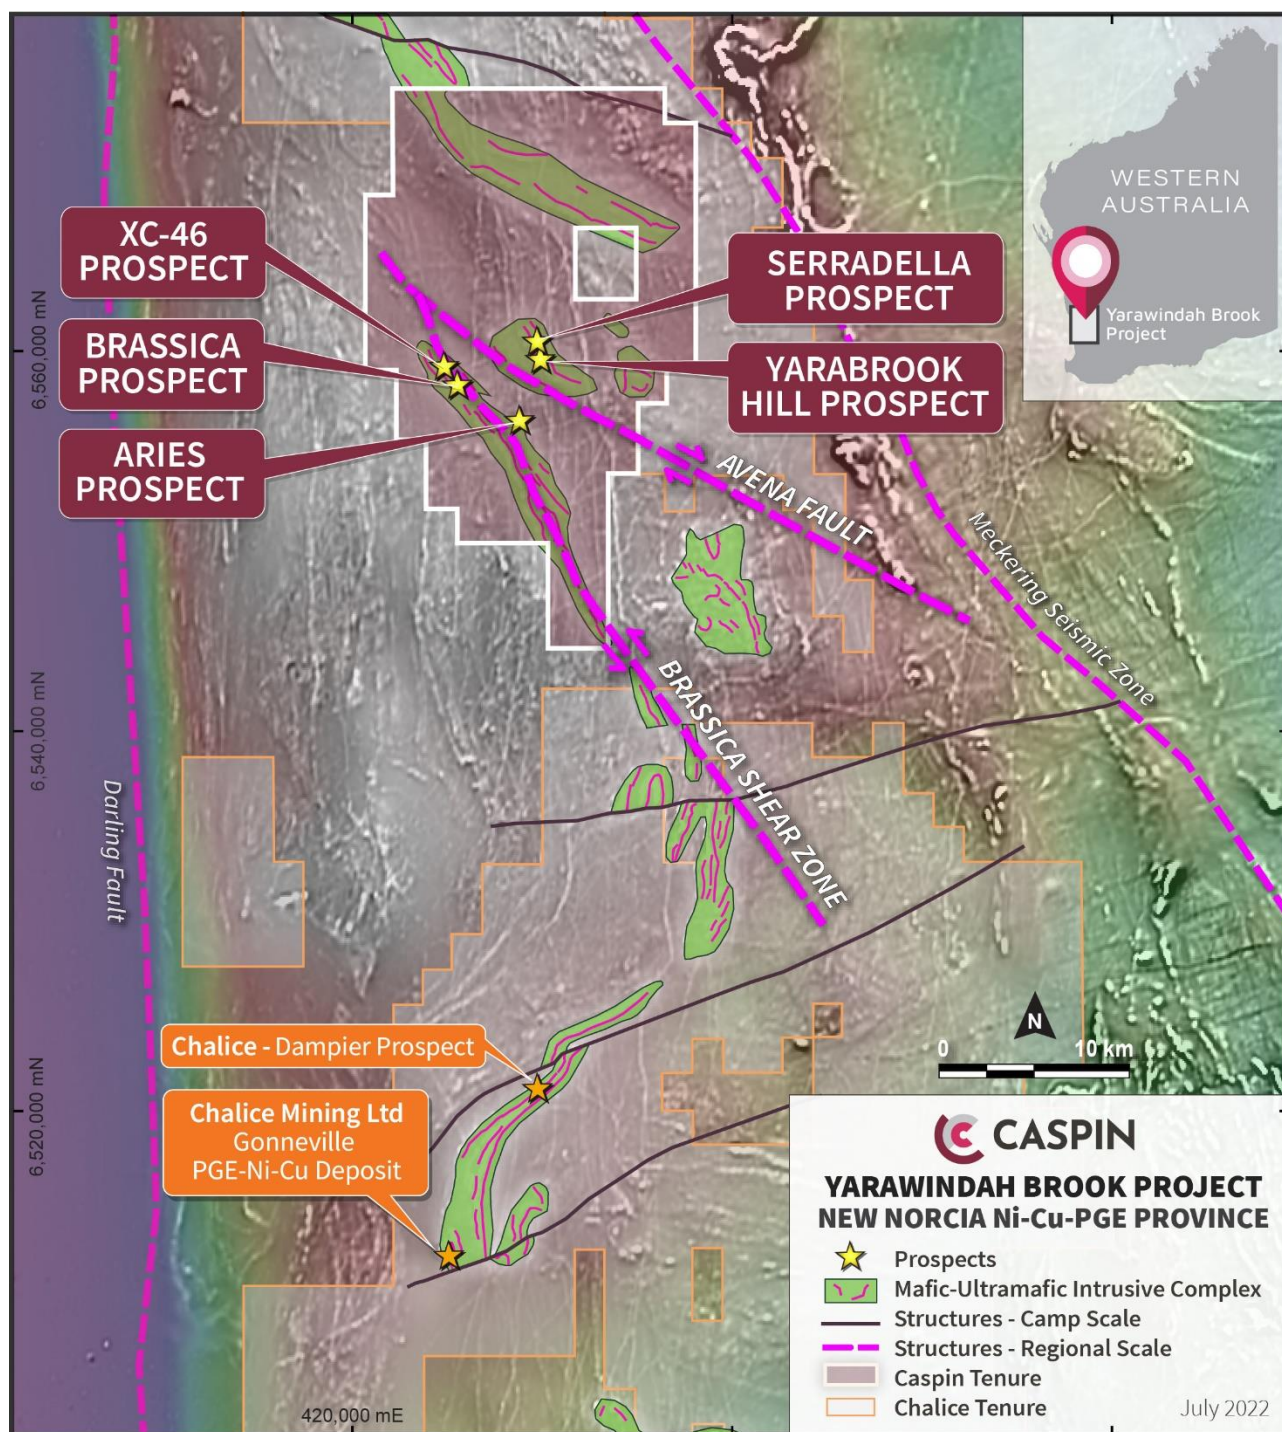 WESTERN
AUSTRALIA
Yarawindah Brook
Project
XC-46
PROSPECT
SERRADELLA
PROSPECT
BRASSICA
PROSPECT
YARABROOK
HILL PROSPECT
ARIES
PROSPECT
6,560,000 mN
AVENA FAULT
Meckering Seismic Zone
BRASSICA SHEAR ZONE
6,540,000 mN
Darling Fault
N
0 10 km
Chalice - Dampier Prospect
Chalice Mining Ltd
Gonneville
PGE-Ni-Cu Deposit
6,520,000 mN
420,000 mE
CASPIN
YARAWINDAH BROOK PROJECT
NEW NORCIA Ni-Cu-PGE PROVINCE
Prospects
Mafic-Ultramafic Intrusive Complex
Structures - Camp Scale
Structures - Regional Scale
Caspin Tenure
Chalice Tenure
July 2022